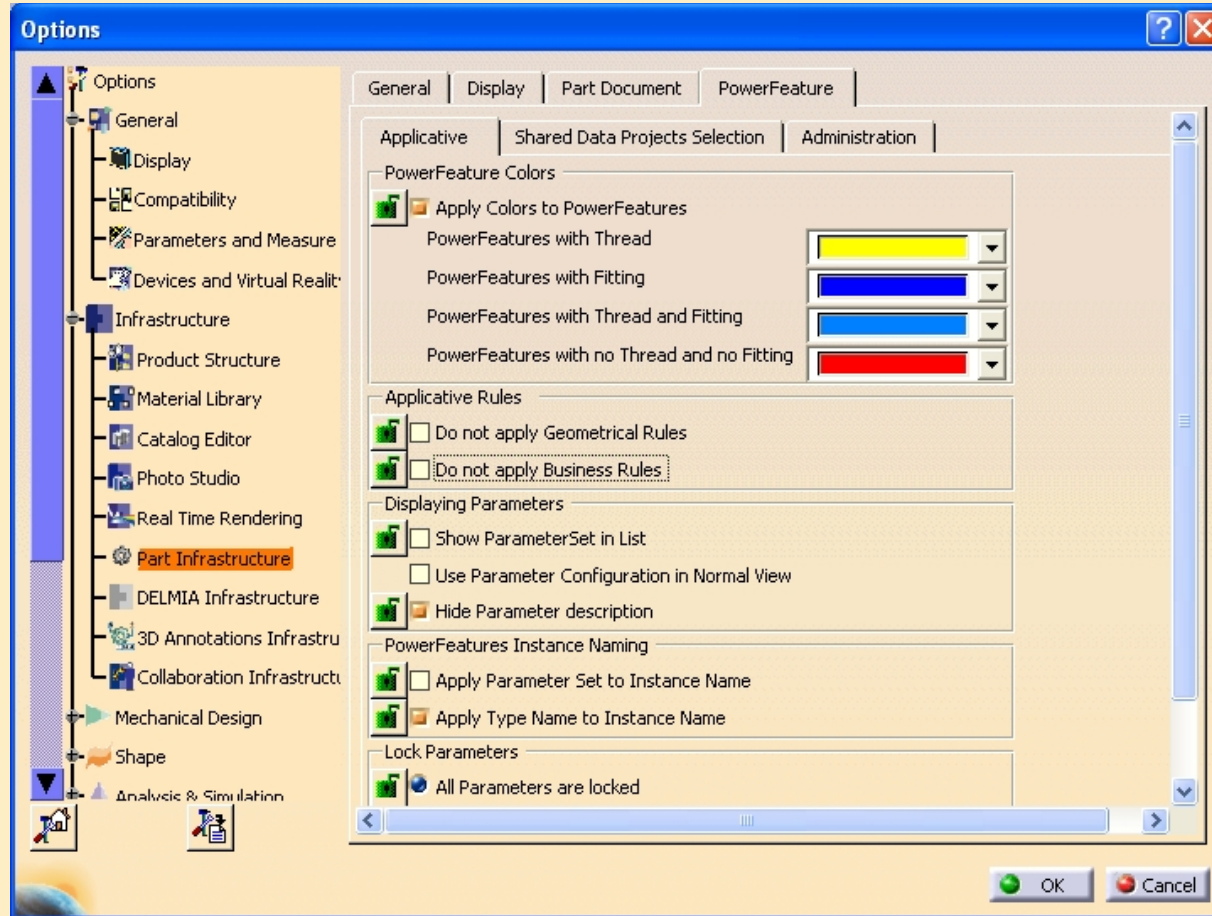 Options
Options
General
Display
Compatibility
Parameters and Measure
Devices and Virtual Realit
Infrastructure
Product Structure
Material Library
Catalog Editor
Photo Studio
Real Time Rendering
Part Infrastructure
DELMIA Infrastructure
3D Annotations Infrastru
Collaboration Infrastructu
Mechanical Design
Shape
Analysis & Simulation
General Display Part Document PowerFeature
Applicative Shared Data Projects Selection Administration
PowerFeature Colors
Apply Colors to PowerFeatures
PowerFeatures with Thread
PowerFeatures with Fitting
PowerFeatures with Thread and Fitting
PowerFeatures with no Thread and no Fitting
Applicative Rules
Do not apply Geometrical Rules
Do not apply Business Rules
Displaying Parameters
Show ParameterSet in List
Use Parameter Configuration in Normal View
Hide Parameter description
PowerFeatures Instance Naming
Apply Parameter Set to Instance Name
Apply Type Name to Instance Name
Lock Parameters
All Parameters are locked
OK Cancel